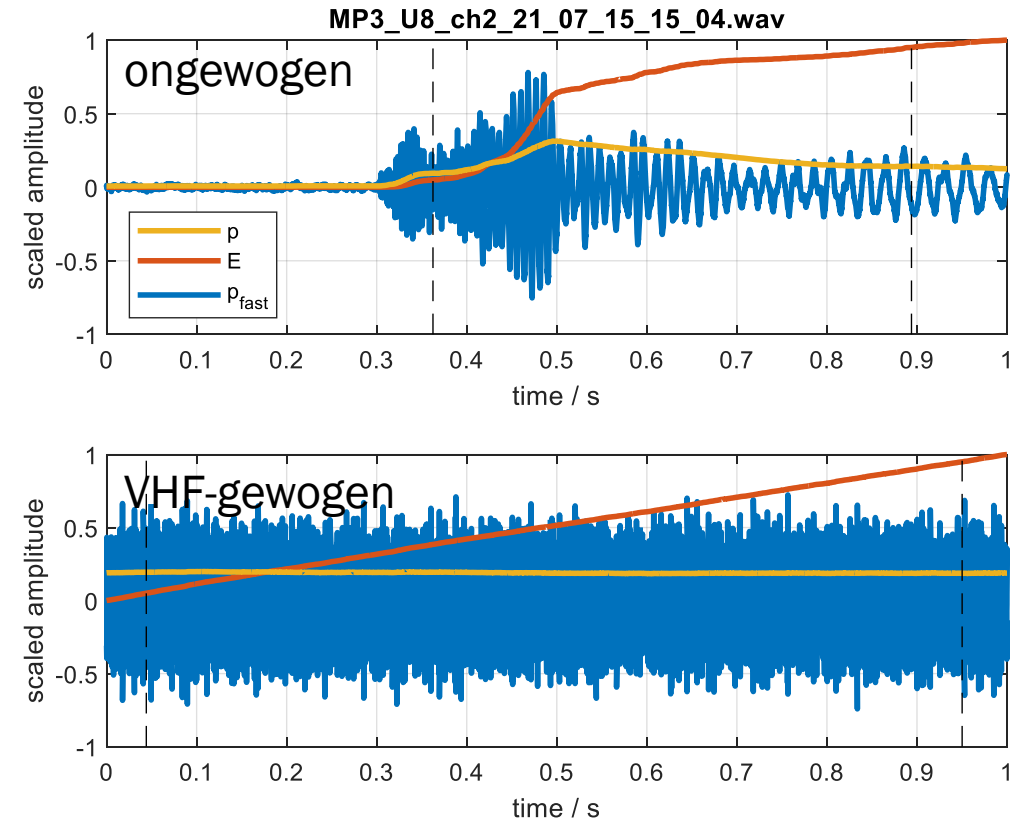 MP3_U8_ch2_21_07_15_15_04.wav
ongewogen
scaled amplitude
1
0.5
0
-0.5
-1
p
E
p_fast
0 0.1 0.2 0.3 0.4 0.5 0.6 0.7 0.8 0.9 1
time / s
VHF-gewogen
scaled amplitude
1
0.5
0
-0.5
-1
0 0.1 0.2 0.3 0.4 0.5 0.6 0.7 0.8 0.9 1
time / s